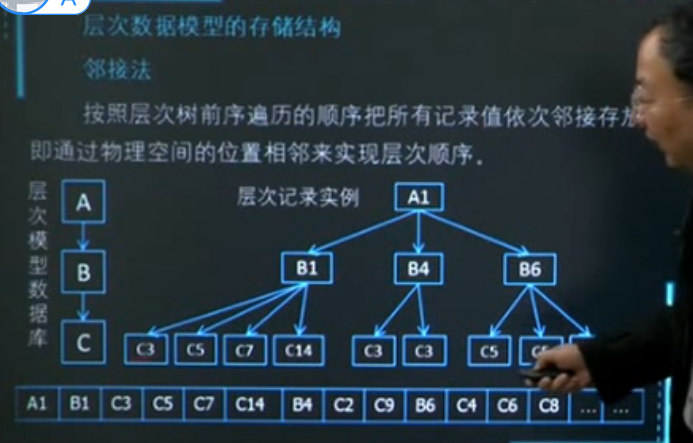 A
层次数据模型的存储结构
邻接法
按照层次树前序遍历的顺序把所有记录值依次邻接存放
即通过物理空间的位置相邻来实现层次顺序。
层次模型数据库
A
B
C
层次记录实例
A1
B1 B4 B6
C3 C5 C7 C14 C3 C3 C5
A1 B1 C3 C5 C7 C14 B4 C2 C9 B6 C4 C6 C8 ... ...